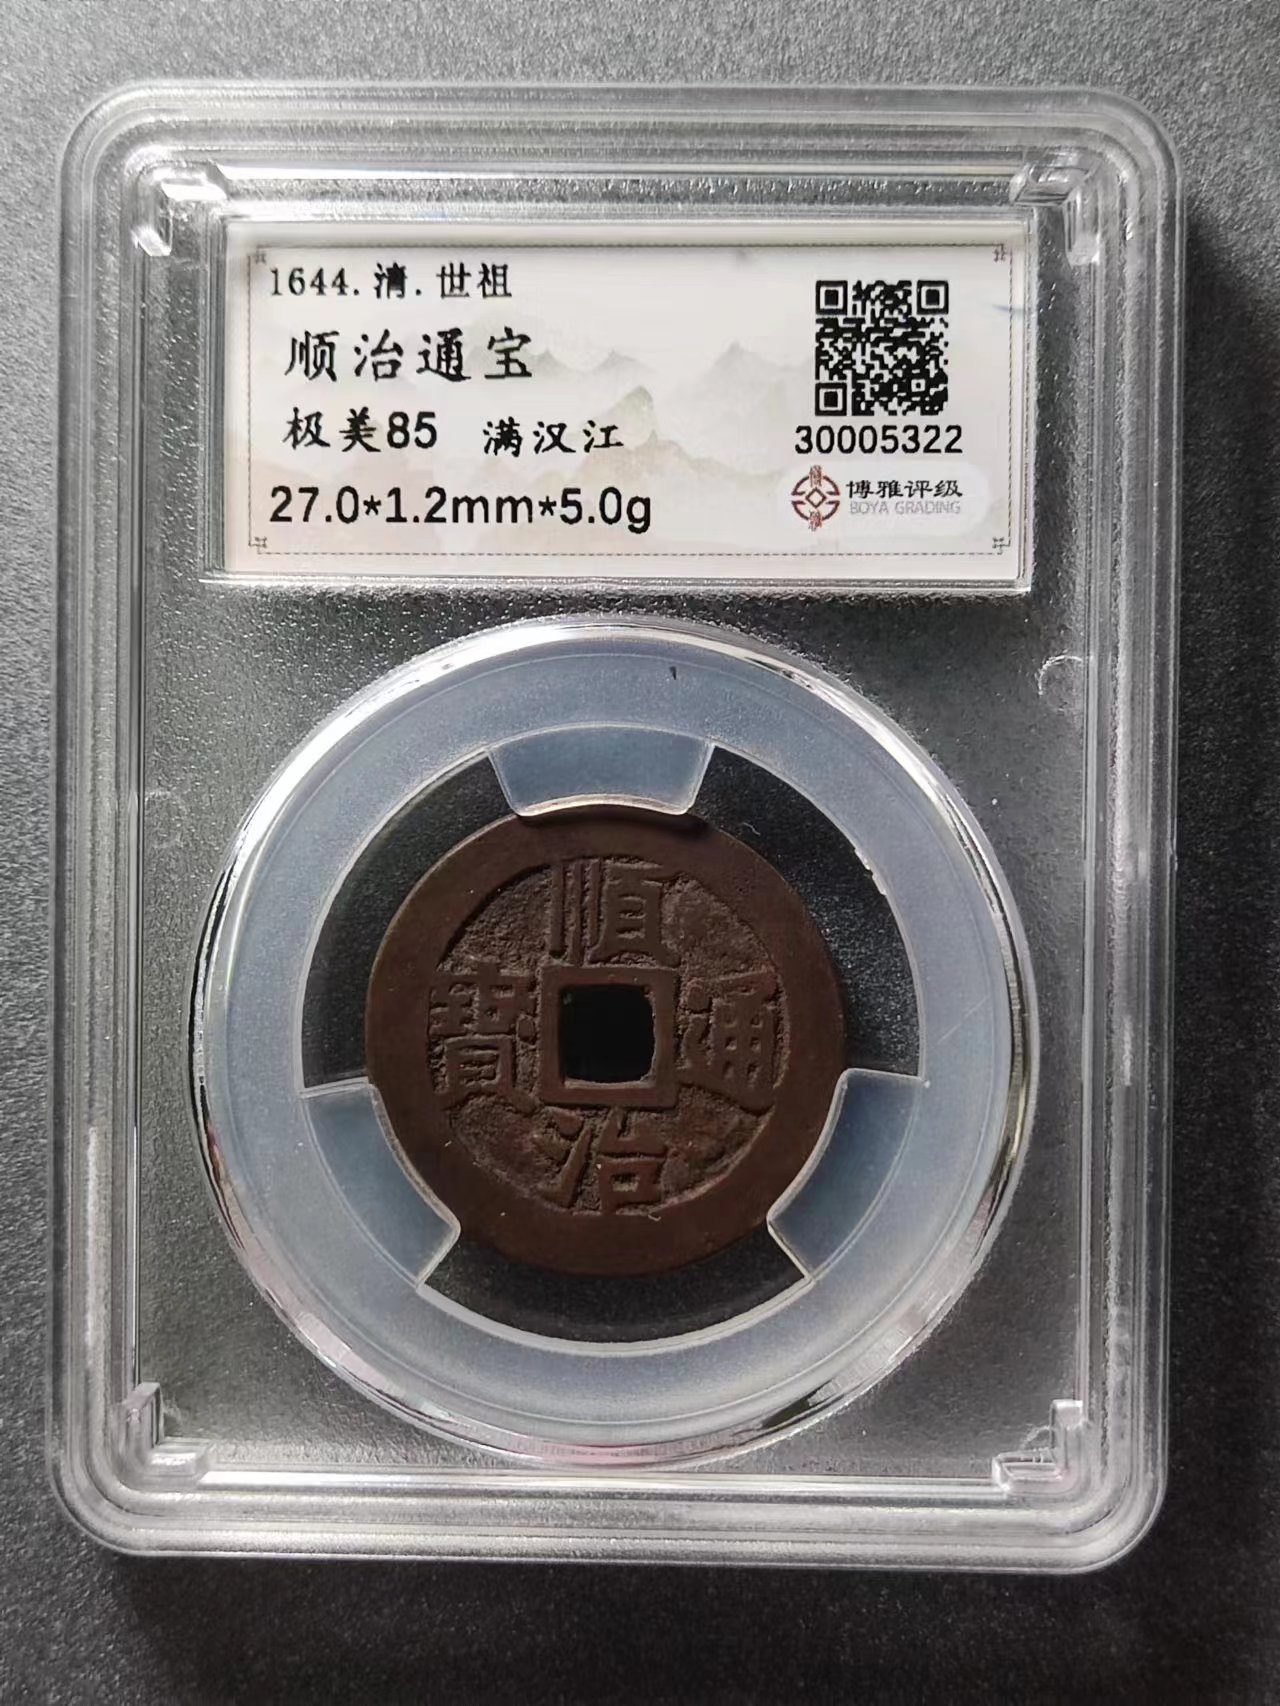 1644.清.世祖
顺治通宝
极美85 满汉江
27.0*1.2mm*5.0g
30005322
博雅评级
BOYA GRADING
順治通寶